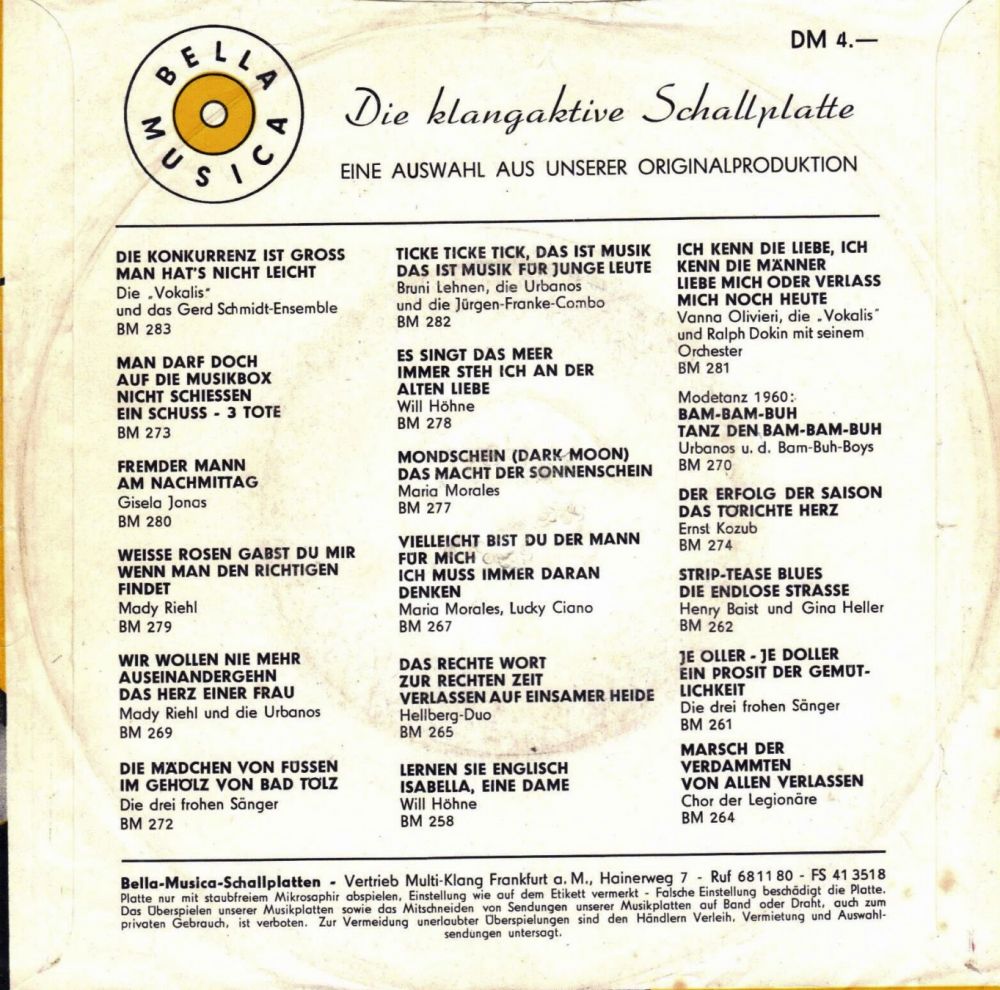 BELLA MUSICA
DM 4.—
Die klangaktive Schallplatte
EINE AUSWAHL AUS UNSERER ORIGINALPRODUKTION
DIE KONKURRENZ IST GROSS
MAN HAT'S NICHT LEICHT
Die „Vokalis"
und das Gerd Schmidt-Ensemble
BM 283
MAN DARF DOCH
AUF DIE MUSIKBOX
NICHT SCHIESSEN
EIN SCHUSS - 3 TOTE
BM 273
FREMDER MANN
AM NACHMITTAG
Gisela Jonas
BM 280
WEISSE ROSEN GABST DU MIR
WENN MAN DEN RICHTIGEN
FINDET
Mady Riehl
BM 279
WIR WOLLEN NIE MEHR
AUSEINANDERGEHN
DAS HERZ EINER FRAU
Mady Riehl und die Urbanos
BM 269
DIE MÄDCHEN VON FÜSSEN
IM GEHÖLZ VON BAD TÖLZ
Die drei frohen Sänger
BM 272
TICKE TICKE TICK, DAS IST MUSIK
DAS IST MUSIK FÜR JUNGE LEUTE
Bruni Lehnen, die Urbanos
und die Jürgen-Franke-Combo
BM 282
ES SINGT DAS MEER
IMMER STEH ICH AN DER
ALTEN LIEBE
Will Höhne
BM 278
MONDSCHEIN (DARK MOON)
DAS MACHT DER SONNENSCHEIN
Maria Morales
BM 277
VIELLEICHT BIST DU DER MANN
FÜR MICH
ICH MUSS IMMER DARAN
DENKEN
Maria Morales, Lucky Ciano
BM 267
DAS RECHTE WORT
ZUR RECHTEN ZEIT
VERLASSEN AUF EINSAMER HEIDE
Hellberg-Duo
BM 265
LERNEN SIE ENGLISCH
ISABELLA, EINE DAME
Will Höhne
BM 258
ICH KENN DIE LIEBE, ICH
KENN DIE MÄNNER
LIEBE MICH ODER VERLASS
MICH NOCH HEUTE
Vanna Olivieri, die „Vokalis"
und Ralph Dokin mit seinem
Orchester
BM 281
Modetanz 1960:
BAM-BAM-BUH
TANZ DEN BAM-BAM-BUH
Urbanos u. d. Bam-Buh-Boys
BM 270
DER ERFOLG DER SAISON
DAS TÖRICHTE HERZ
Ernst Kozub
BM 274
STRIP-TEASE BLUES
DIE ENDLOSE STRASSE
Henry Baist und Gina Heller
BM 262
JE OLLER - JE DOLLER
EIN PROSIT DER GEMÜT-
LICHKEIT
Die drei frohen Sänger
BM 261
MARSCH DER
VERDAMMTEN
VON ALLEN VERLASSEN
Chor der Legionäre
BM 264
Bella-Musica-Schallplatten - Vertrieb Multi-Klang Frankfurt a. M., Hainerweg 7 - Ruf 68 11 80 - FS 41 3518
Platte nur mit staubfreiem Mikrosaphir abspielen, Einstellung wie auf dem Etikett vermerkt - Falsche Einstellung beschädigt die Platte.
Das Überspielen unserer Musikplatten sowie das Mitschneiden von Sendungen unserer Musikplatten auf Band oder Draht, auch zum
privaten Gebrauch, ist verboten. Zur Vermeidung unerlaubter Überspielungen sind den Händlern Verleih, Vermietung und Auswahl-
sendungen untersagt.